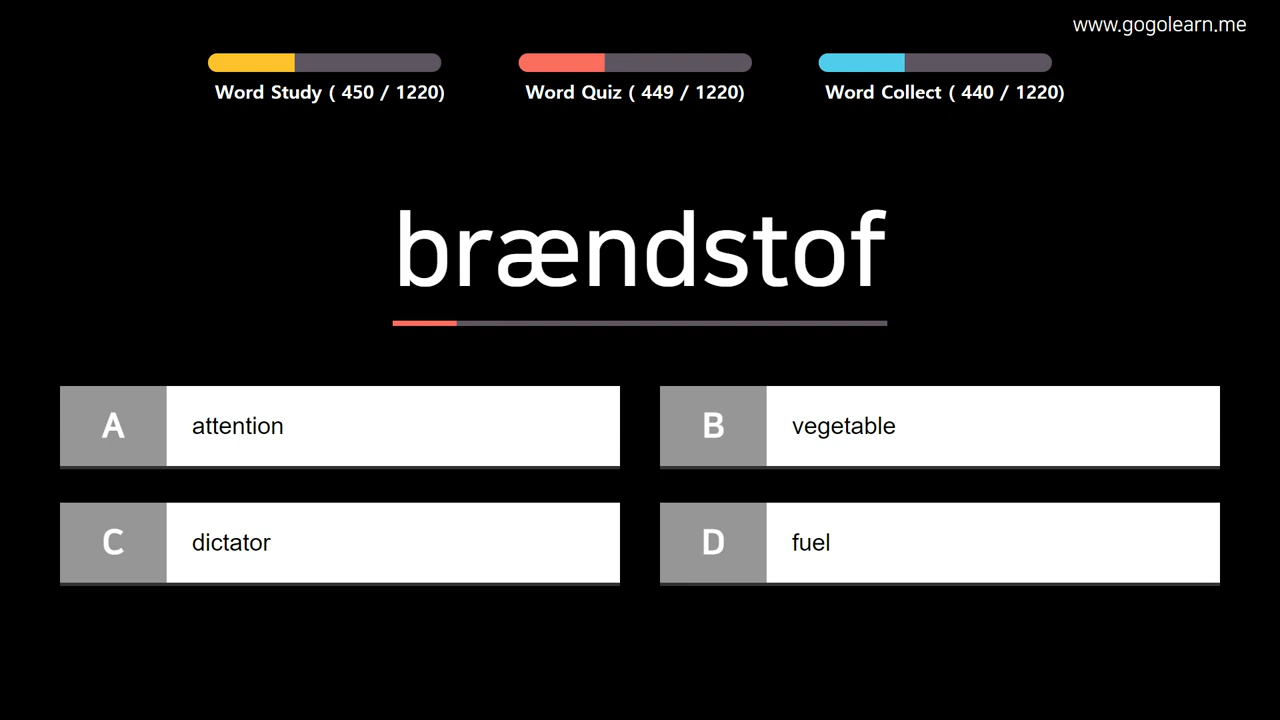 www.gogolearn.me
Word Study ( 450 / 1220)
Word Quiz ( 449 / 1220)
Word Collect ( 440 / 1220)
brændstof
A attention
B vegetable
C dictator
D fuel